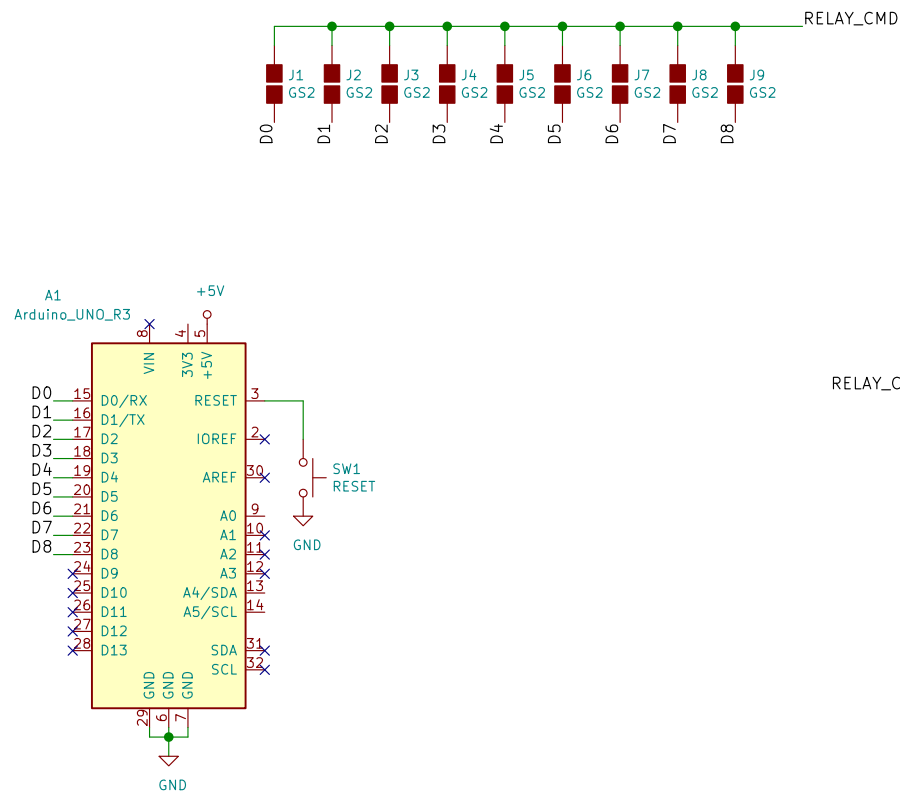 RELAY_CMD
J1 J2 J3 J4 J5 J6 J7 J8 J9
GS2 GS2 GS2 GS2 GS2 GS2 GS2 GS2 GS2
D0 D1 D2 D3 D4 D5 D6 D7 D8
A1
Arduino_UNO_R3
+5V
8 4 5
VIN 3V3 +5V
RELAY_C
D0 15 D0/RX RESET 3
D1 16 D1/TX
D2 17 D2 IOREF 2
D3 18 D3
D4 19 D4 AREF 30
SW1
RESET
D5 20 D5
D6 21 D6 A0 9
D7 22 D7 A1 10
GND
D8 23 D8 A2 11
24 D9 A3 12
25 D10 A4/SDA 13
26 D11 A5/SCL 14
27 D12
28 D13 SDA 31
SCL 32
GND GND GND
29 6 7
GND